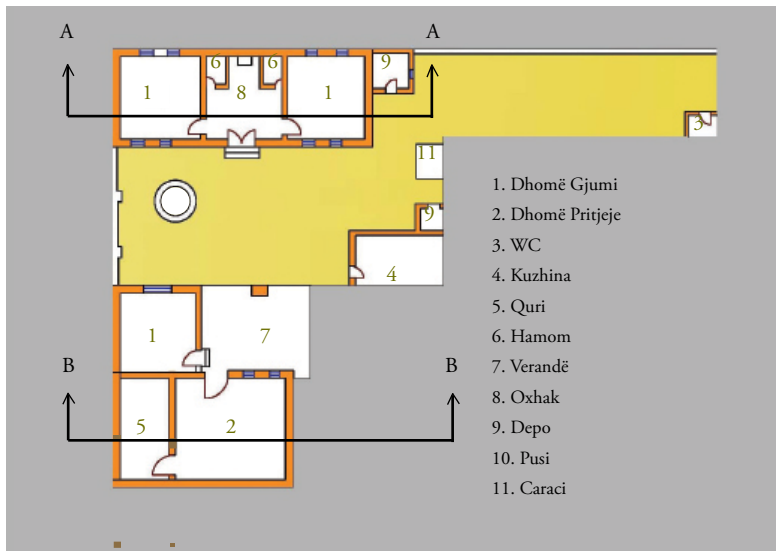 A
A
6
6
9
1
8
1
3
11
9
4
1
7
B
B
5
2
1. Dhomë Gjumi
2. Dhomë Pritjeje
3. WC
4. Kuzhina
5. Quri
6. Hamom
7. Verandë
8. Oxhak
9. Depo
10. Pusi
11. Caraci